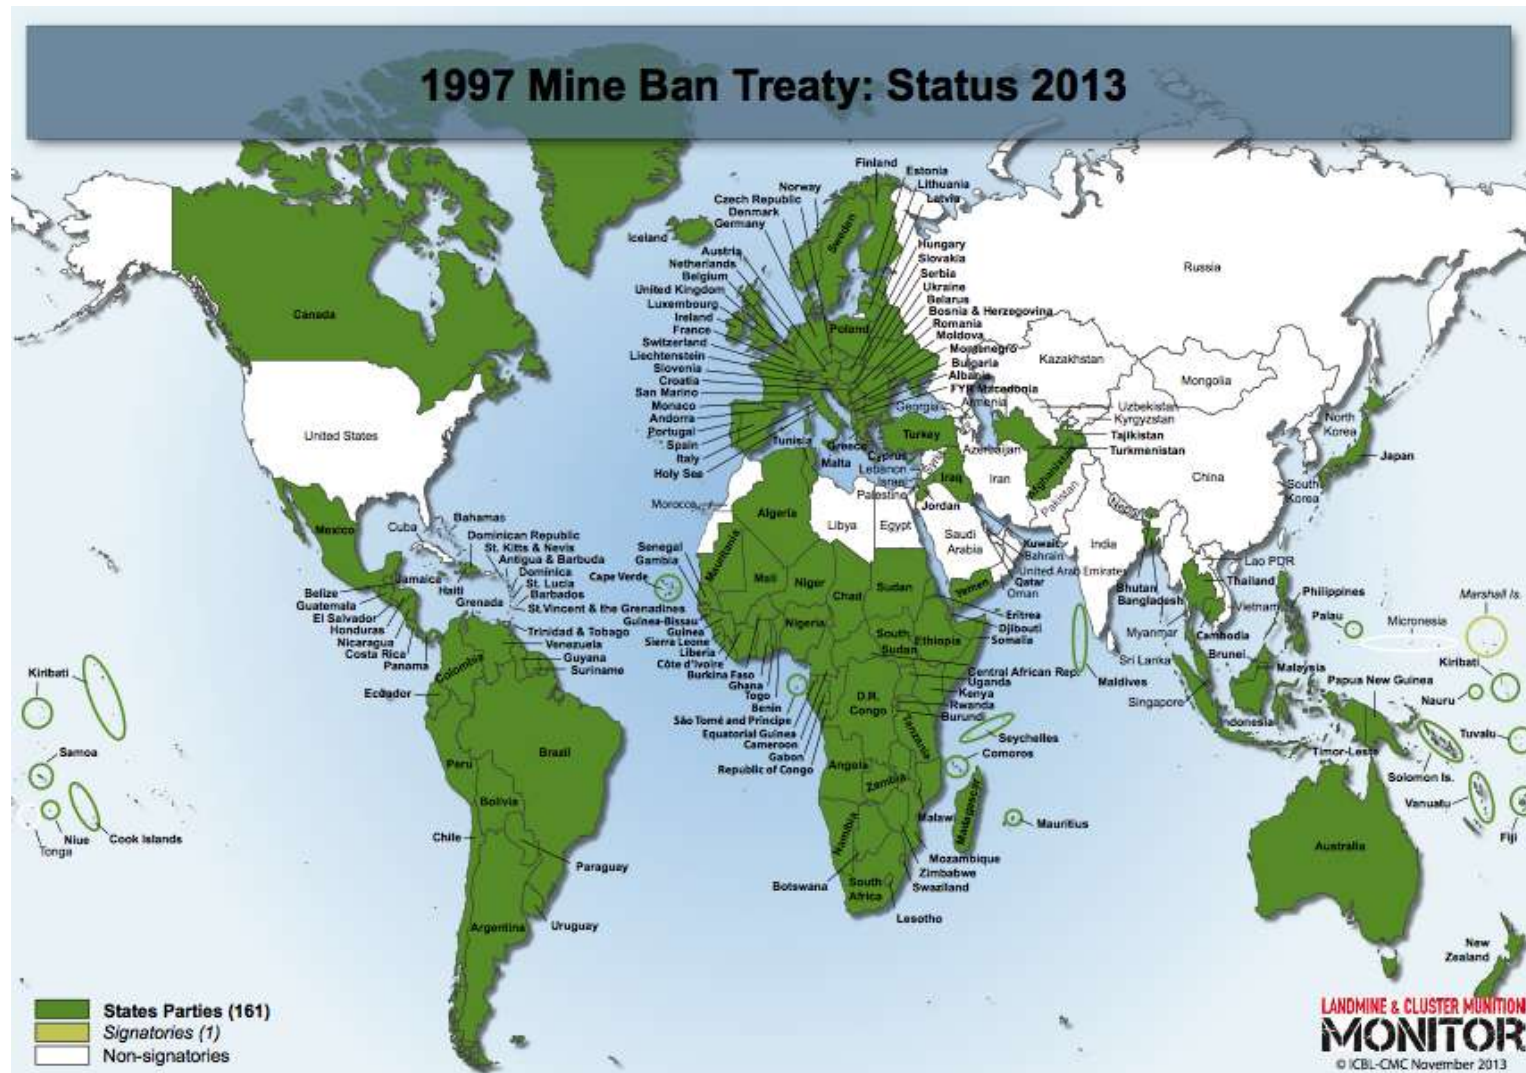 1997 Mine Ban Treaty: Status 2013
Finland
Estonia
Lithuania
Latvia
Norway
Czech Republic
Denmark
Germany
Sweden
Iceland
Austria
Netherlands
Belgium
United Kingdom
Luxembourg
Ireland
France
Switzerland
Liechtenstein
Slovenia
Croatia
San Marino
Monaco
Andorra
Portugal
Spain
Italy
Holy Sea
Hungary
Slovakia
Serbia
Ukraine
Belarus
Bosnia & Herzegovina
Romania
Moldova
Montenegro
Bulgaria
Albania
FYR Macadonia
Poland
Russia
Canada
United States
Kazakhstan
Mongolia
Georgia
Armenia
Uzbekistan
Kyrgyzstan
Tajikistan
Turkmenistan
Azerbaijan
Turkey
Tunisia
Greece
Malta
Cyprus
Lebanon
Israel
Palestine
Syria
Iraq
Iran
Jordan
Afghanistan
Pakistan
Nepal
China
North
Korea
South
Korea
Japan
Morocco
Algeria
Libya
Egypt
Saudi
Arabia
Kuwait
Bahrain
United Arab Emirates
Qatar
Oman
Yemen
India
Bhutan
Bangladesh
Myanmar
Lao PDR
Thailand
Vietnam
Cambodia
Philippines
Palau
Micronesia
Marshall Is.
Mexico
Cuba
Bahamas
Dominican Republic
St. Kitts & Nevis
Antigua & Barbuda
Dominica
St. Lucia
Barbados
St.Vincent & the Grenadines
Jamaica
Haiti
Grenada
Trinidad & Tobago
Venezuela
Guyana
Suriname
Belize
Guatemala
El Salvador
Honduras
Nicaragua
Costa Rica
Panama
Colombia
Ecuador
Peru
Brazil
Bolivia
Chile
Paraguay
Argentina
Uruguay
Senegal
Gambia
Cape Verde
Guinea-Bissau
Guinea
Sierra Leone
Liberia
Côte d'Ivoire
Burkina Faso
Ghana
Togo
Benin
São Tomé and Príncipe
Equatorial Guinea
Cameroon
Gabon
Republic of Congo
Mauritania
Mali
Niger
Chad
Sudan
Nigeria
South
Sudan
Ethiopia
Eritrea
Djibouti
Somalia
Central African Rep.
Uganda
Kenya
Rwanda
Burundi
D.R.
Congo
Tanzania
Seychelles
Comoros
Angola
Zambia
Malawi
Madagascar
Mauritius
Namibia
Mozambique
Zimbabwe
Swaziland
Botswana
South
Africa
Lesotho
Maldives
Sri Lanka
Brunei
Malaysia
Singapore
Indonesia
Timor-Leste
Papua New Guinea
Kiribati
Nauru
Tuvalu
Solomon Is.
Vanuatu
Fiji
Australia
New
Zealand
Kiribati
Samoa
Niue
Tonga
Cook Islands
States Parties (161)
Signatories (1)
Non-signatories
LANDMINE & CLUSTER MUNITION
MONITOR
© ICBL-CMC November 2013